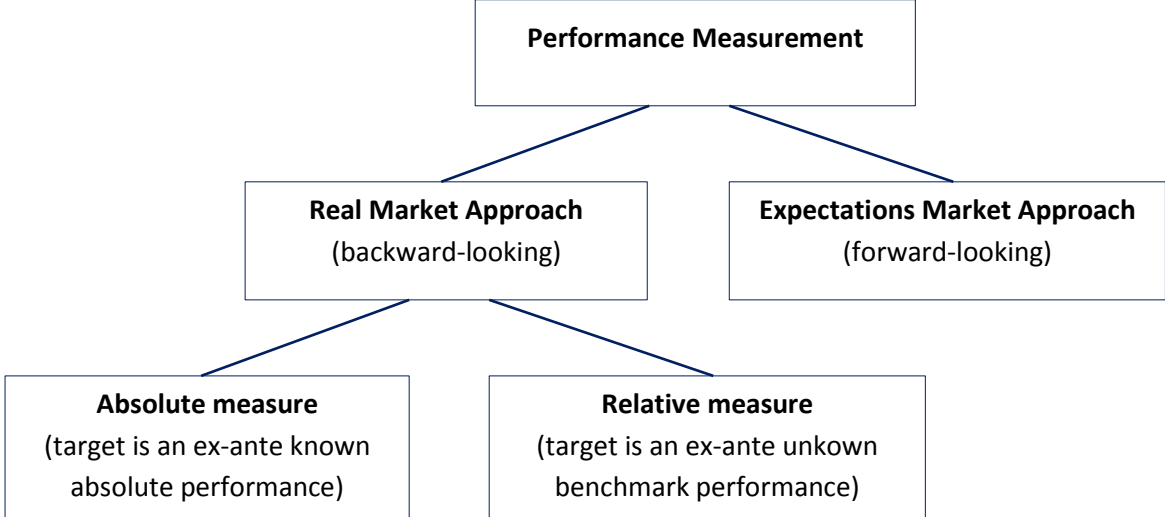 Performance Measurement
Real Market Approach
(backward-looking)
Expectations Market Approach
(forward-looking)
Absolute measure
(target is an ex-ante known
absolute performance)
Relative measure
(target is an ex-ante unkown
benchmark performance)